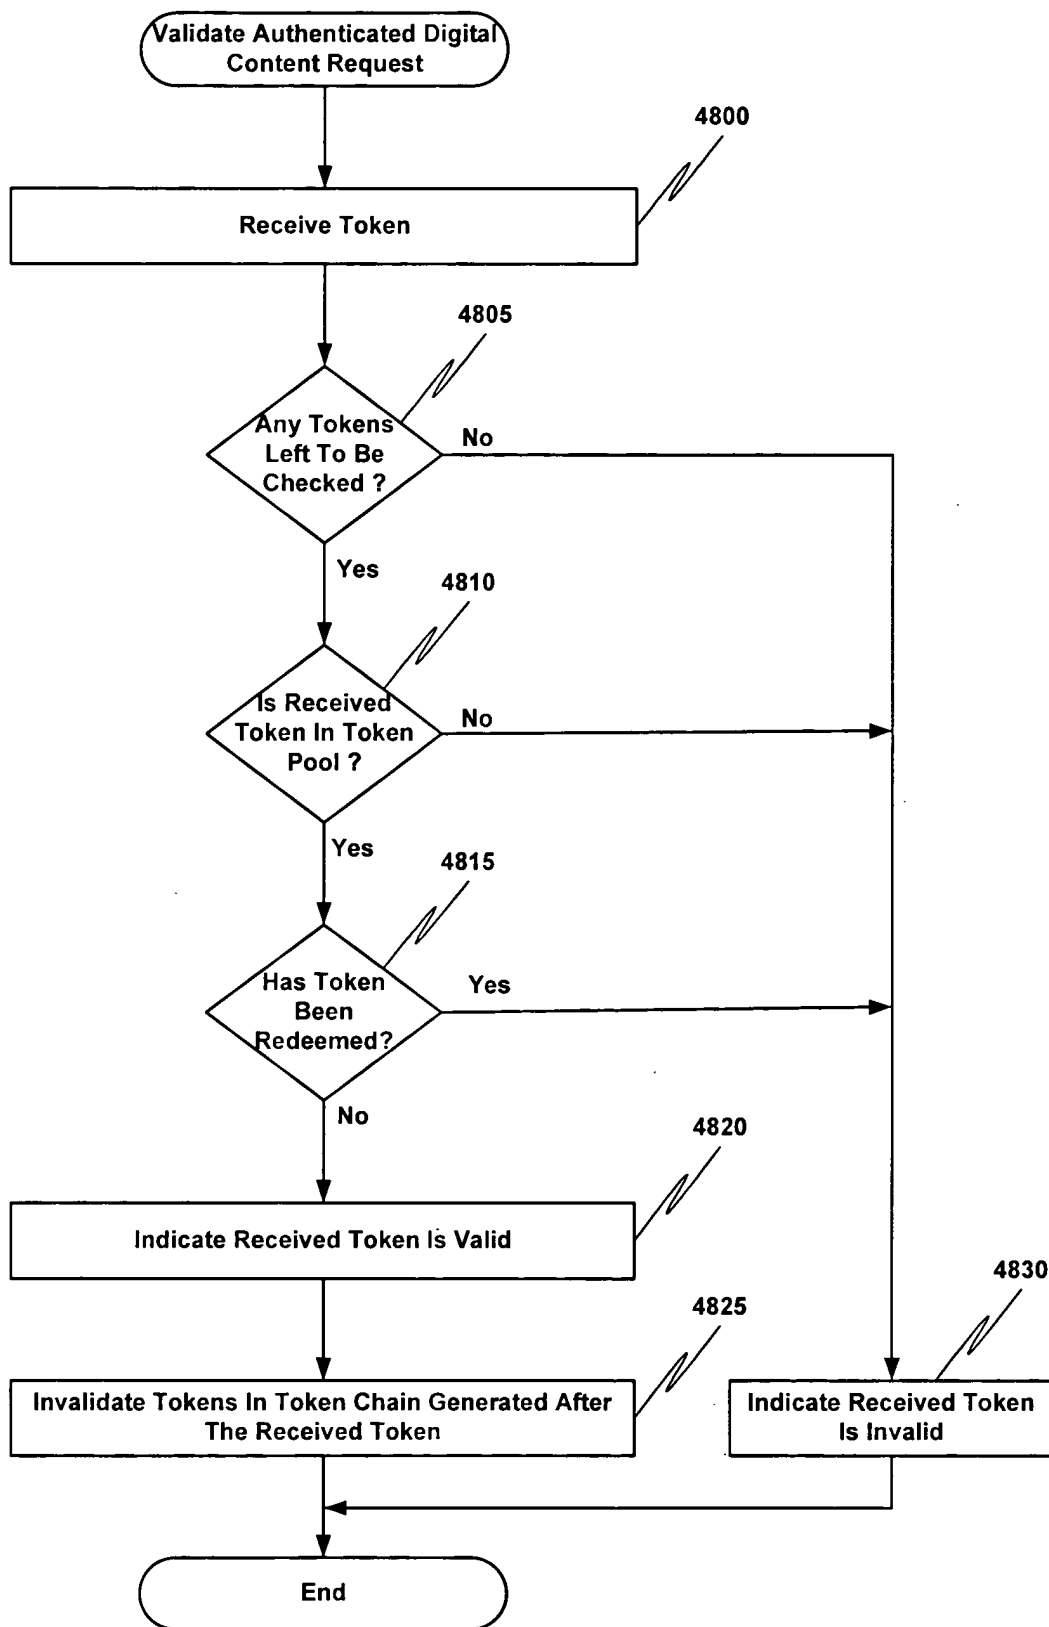 Validate Authenticated Digital
Content Request
4800
Receive Token
4805
Any Tokens
Left To Be
Checked ?
No
Yes
4810
Is Received
Token In Token
Pool ?
No
Yes
4815
Has Token
Been
Redeemed?
Yes
No
4820
Indicate Received Token Is Valid
4825
4830
Invalidate Tokens In Token Chain Generated After
The Received Token
Indicate Received Token
Is Invalid
End